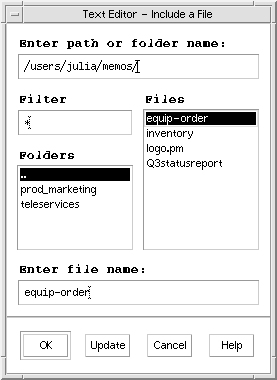 Text Editor – Include a File
Enter path or folder name:
/users/julia/memos/
Filter
*
Files
equip-order
inventory
logo.pm
Q3statusreport
Folders
..
prod_marketing
teleservices
Enter file name:
equip-order
OK
Update
Cancel
Help